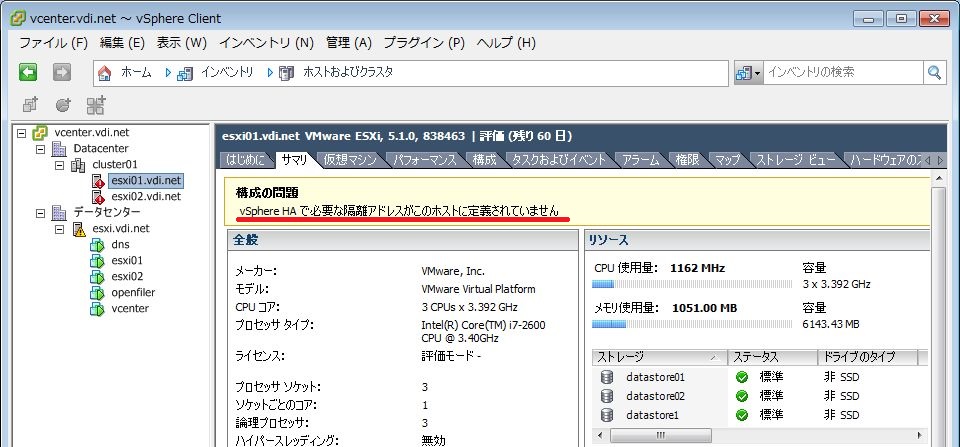 vcenter.vdi.net ～ vSphere Client
ファイル (F) 編集 (E) 表示 (W) インベントリ (N) 管理 (A) プラグイン (P) ヘルプ (H)
ホーム インベントリ ホストおよびクラスタ インベントリの検索
vcenter.vdi.net
Datacenter
cluster01
esxi01.vdi.net
esxi02.vdi.net
データセンター
esxi.vdi.net
dns
esxi01
esxi02
openfiler
vcenter
esxi01.vdi.net VMware ESXi, 5.1.0, 838463 | 評価 (残り 60 日)
はじめに サマリ 仮想マシン パフォーマンス 構成 タスクおよびイベント アラーム 権限 マップ ストレージ ビュー ハードウェアの
構成の問題
vSphere HA で必要な隔離アドレスがこのホストに定義されていません
全般
メーカー: VMware, Inc.
モデル: VMware Virtual Platform
CPU コア: 3 CPUs x 3.392 GHz
プロセッサ タイプ: Intel(R) Core(TM) i7-2600
CPU @ 3.40GHz
ライセンス: 評価モード -
プロセッサ ソケット: 3
ソケットごとのコア: 1
論理プロセッサ: 3
ハイパースレッディング: 無効
リソース
CPU 使用量: 1162 MHz 容量
3 x 3.392 GHz
メモリ使用量: 1051.00 MB 容量
6143.43 MB
ストレージ ステータス ドライブのタイプ
datastore01 標準 非 SSD
datastore02 標準 非 SSD
datastore1 標準 非 SSD